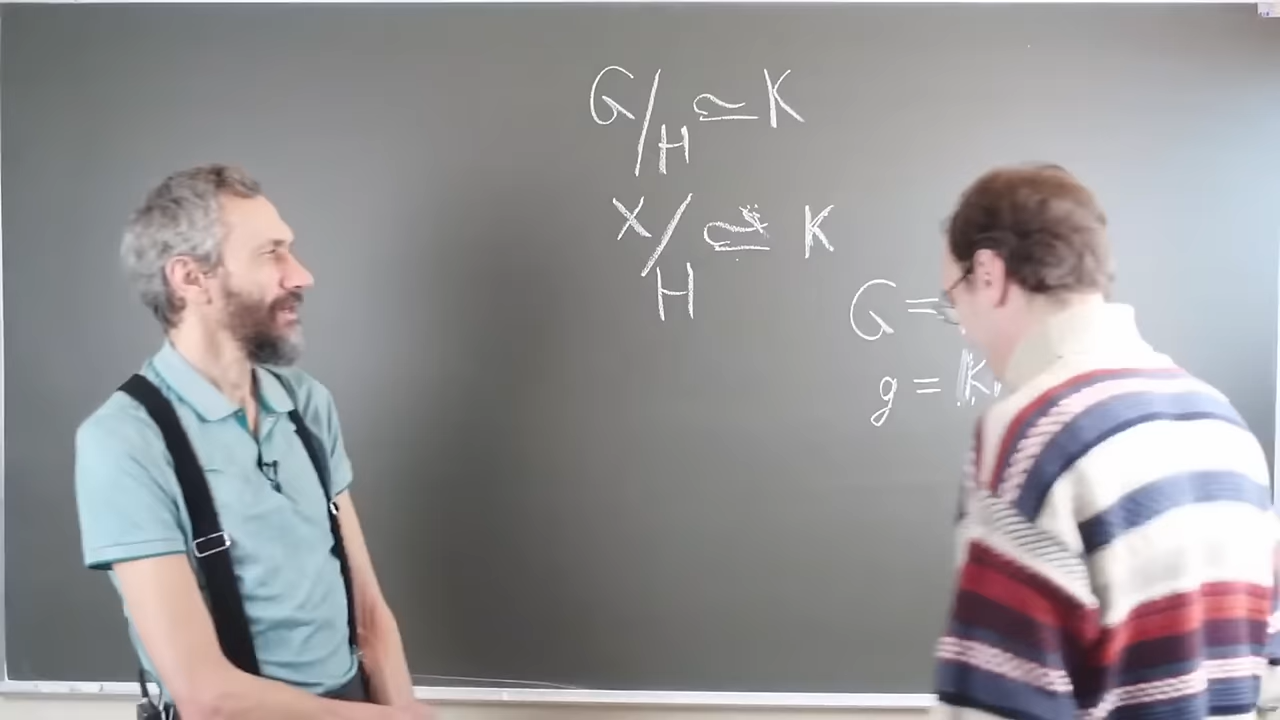 G/H ≃ K
X/H ≃ K
G =
g = K